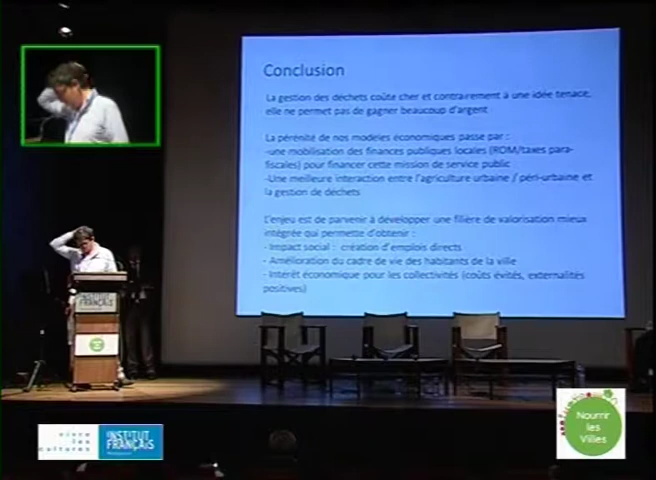 Conclusion
La gestion des déchets coûte cher et contrairement à une idée tenace,
elle ne permet pas de gagner beaucoup d'argent
La pérénité de nos modèles économiques passe par :
-une mobilisation des finances publiques locales (ROM/taxes para-
fiscales) pour financer cette mission de service public
-Une meilleure interaction entre l'agriculture urbaine / péri-urbaine et
la gestion de déchets
L'enjeu est de parvenir à développer une filière de valorisation mieux
intégrée qui permette d'obtenir :
- Impact social : création d'emplois directs
- Amélioration du cadre de vie des habitants de la ville
- Intérêt économique pour les collectivités (coûts évités, externalités
positives)
INSTITUT
FRANÇAIS
des
cultures
INSTITUT
FRANÇAIS
Nourrir
les
Villes